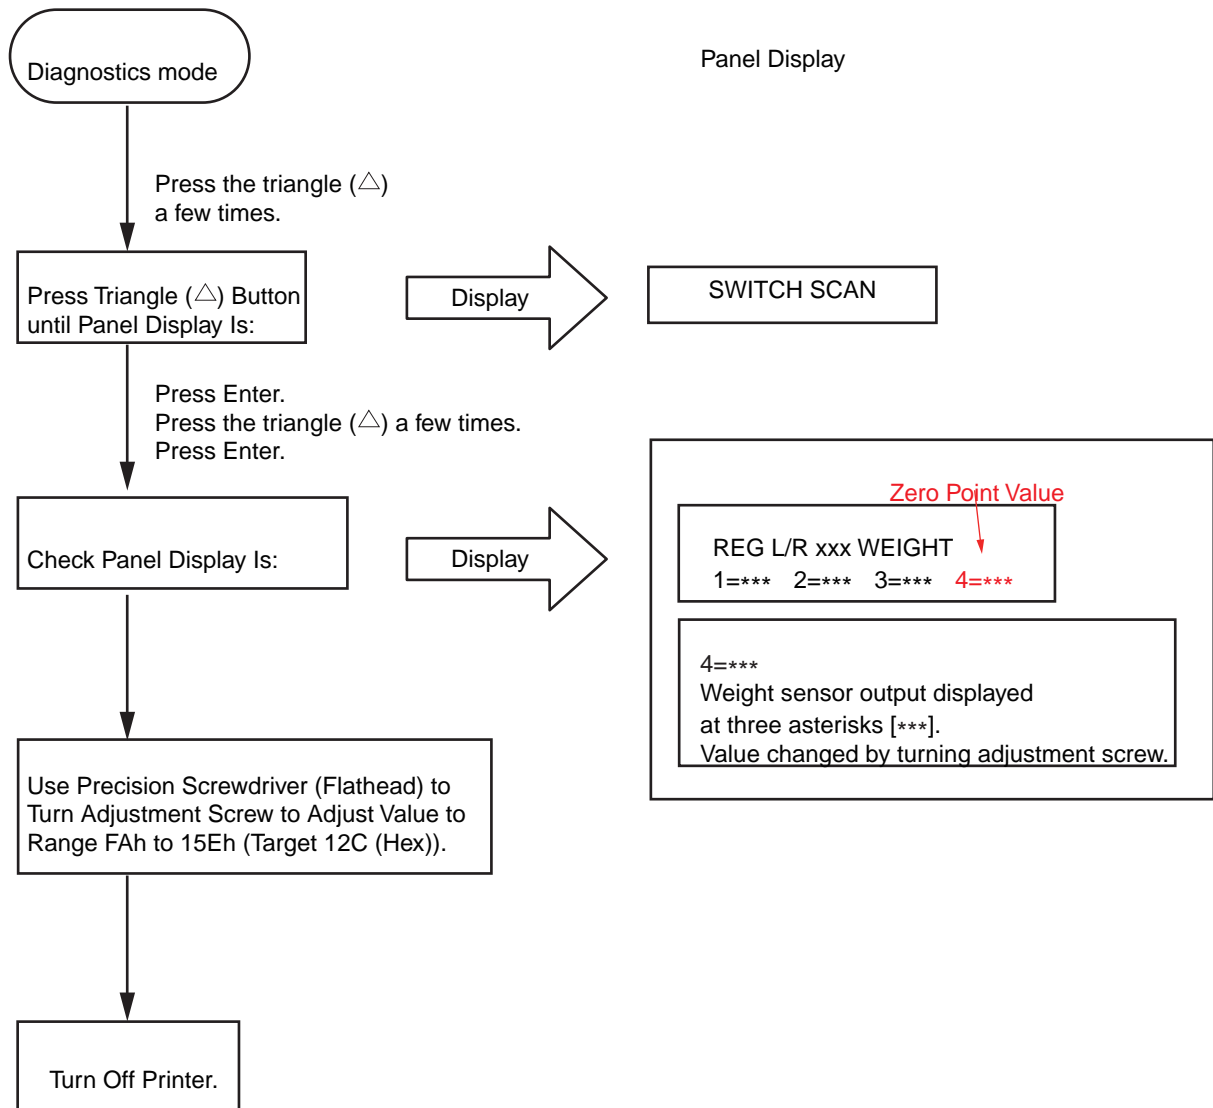 Diagnostics mode
Panel Display
Press the triangle (△)
a few times.
Press Triangle (△) Button
until Panel Display Is:
Display
SWITCH SCAN
Press Enter.
Press the triangle (△) a few times.
Press Enter.
Check Panel Display Is:
Display
Zero Point Value
REG L/R xxx WEIGHT
1=*** 2=*** 3=*** 4=***
4=***
Weight sensor output displayed
at three asterisks [***].
Value changed by turning adjustment screw.
Use Precision Screwdriver (Flathead) to
Turn Adjustment Screw to Adjust Value to
Range FAh to 15Eh (Target 12C (Hex)).
Turn Off Printer.